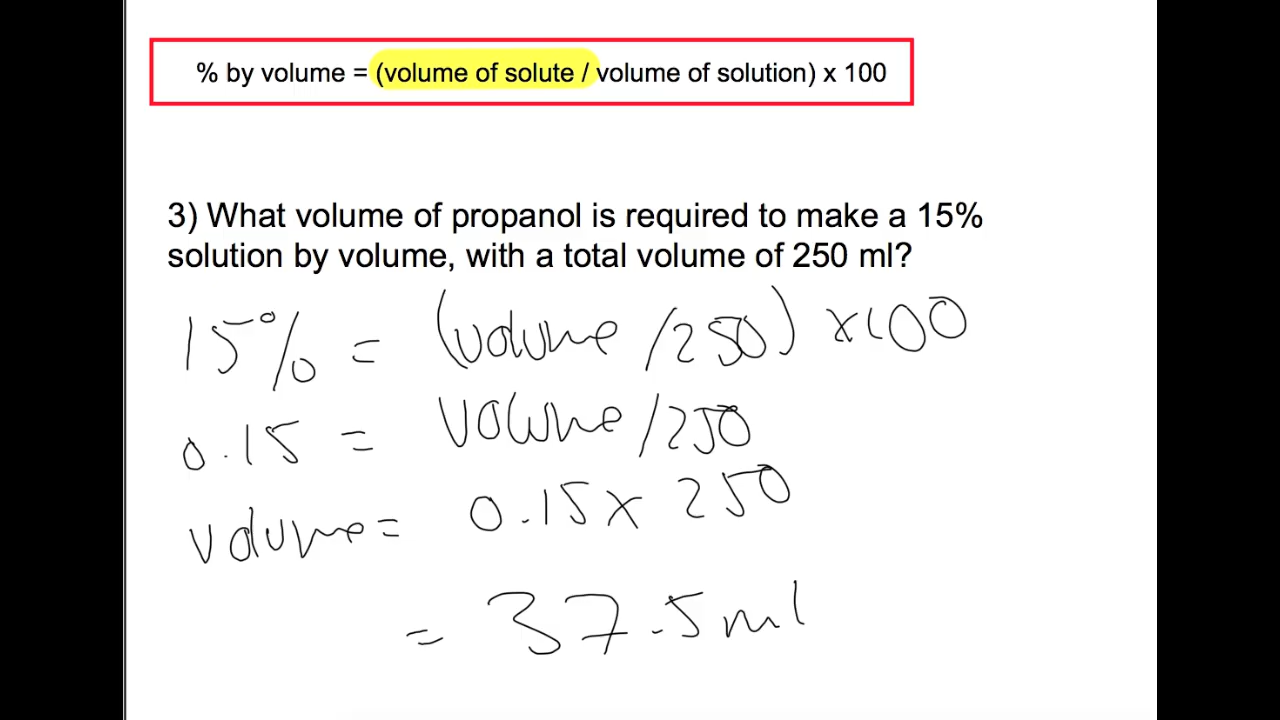 % by volume = (volume of solute / volume of solution) x 100
3) What volume of propanol is required to make a 15%
solution by volume, with a total volume of 250 ml?
15% = (volume /250) x100
0.15 = volume /250
volume = 0.15 x 250
= 37.5 ml